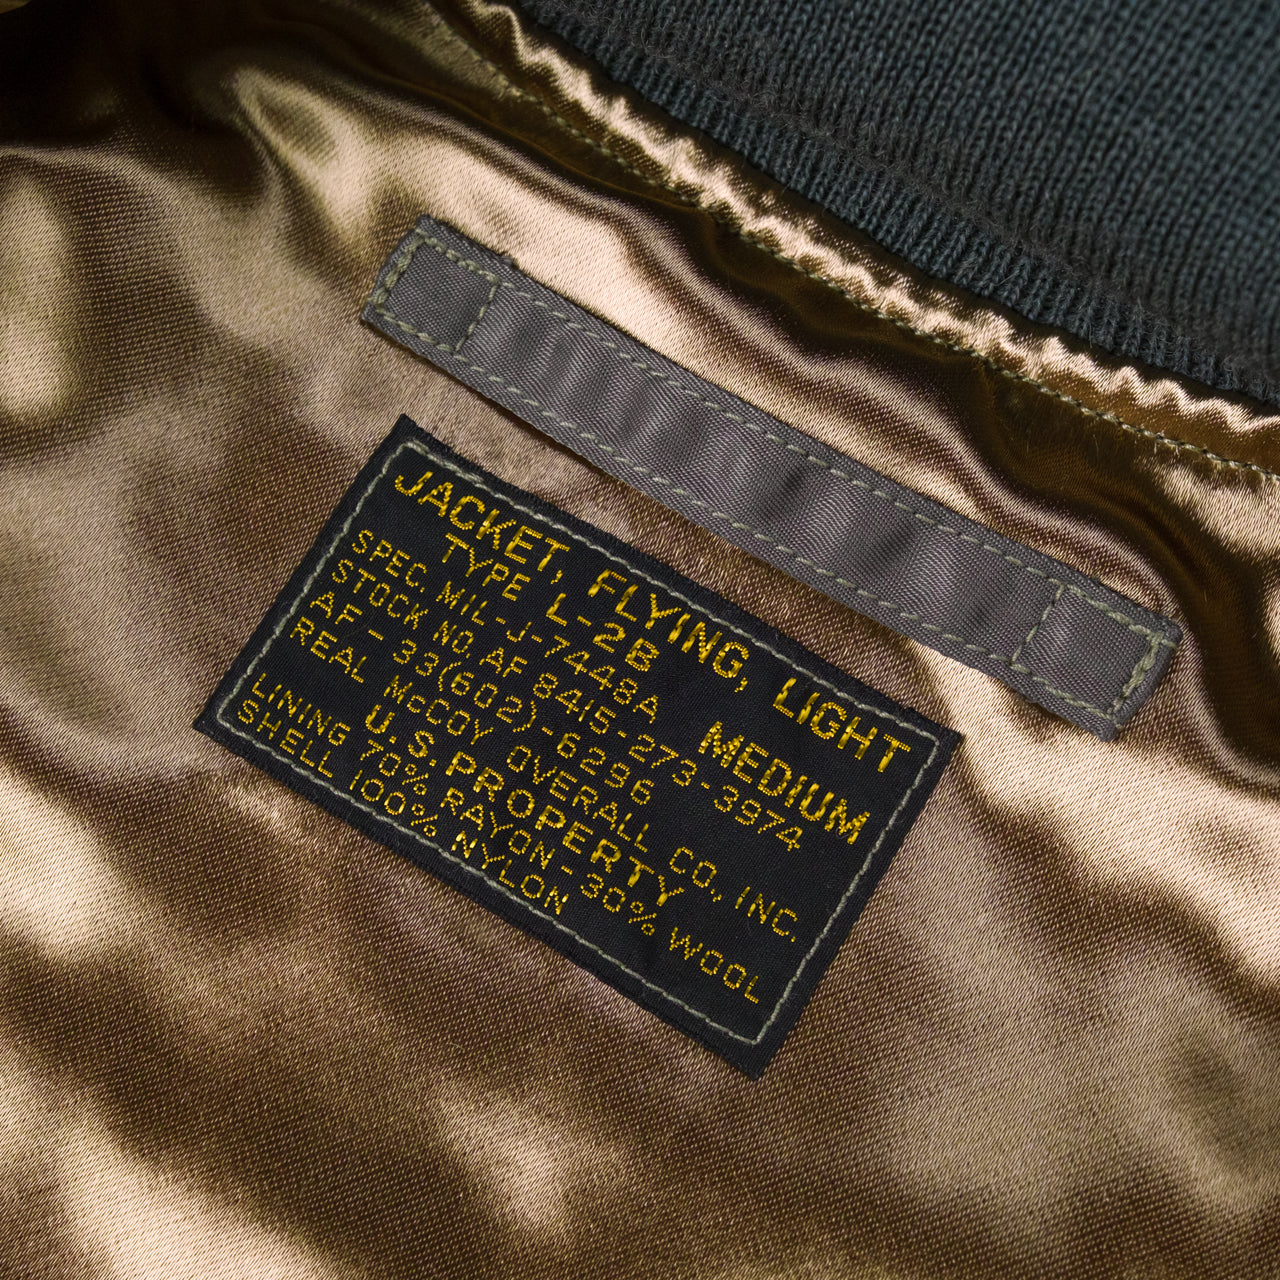 JACKET, FLYING, LIGHT
TYPE L-2B MEDIUM
SPEC. MIL-J-7448A
STOCK NO. AF 8415-273-3974
AF-33(602)-6296
REAL McCOY OVERALL CO., INC.
U.S. PROPERTY
LINING 70% RAYON-30% WOOL
SHELL 100% NYLON